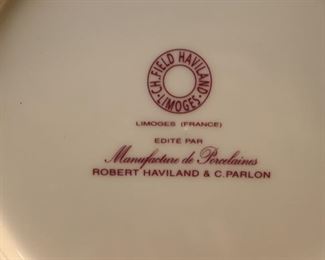 CH. FIELD HAVILAND
LIMOGES
LIMOGES (FRANCE)
EDITÉ PAR
Manufacture de Porcelaines
ROBERT HAVILAND & C. PARLON